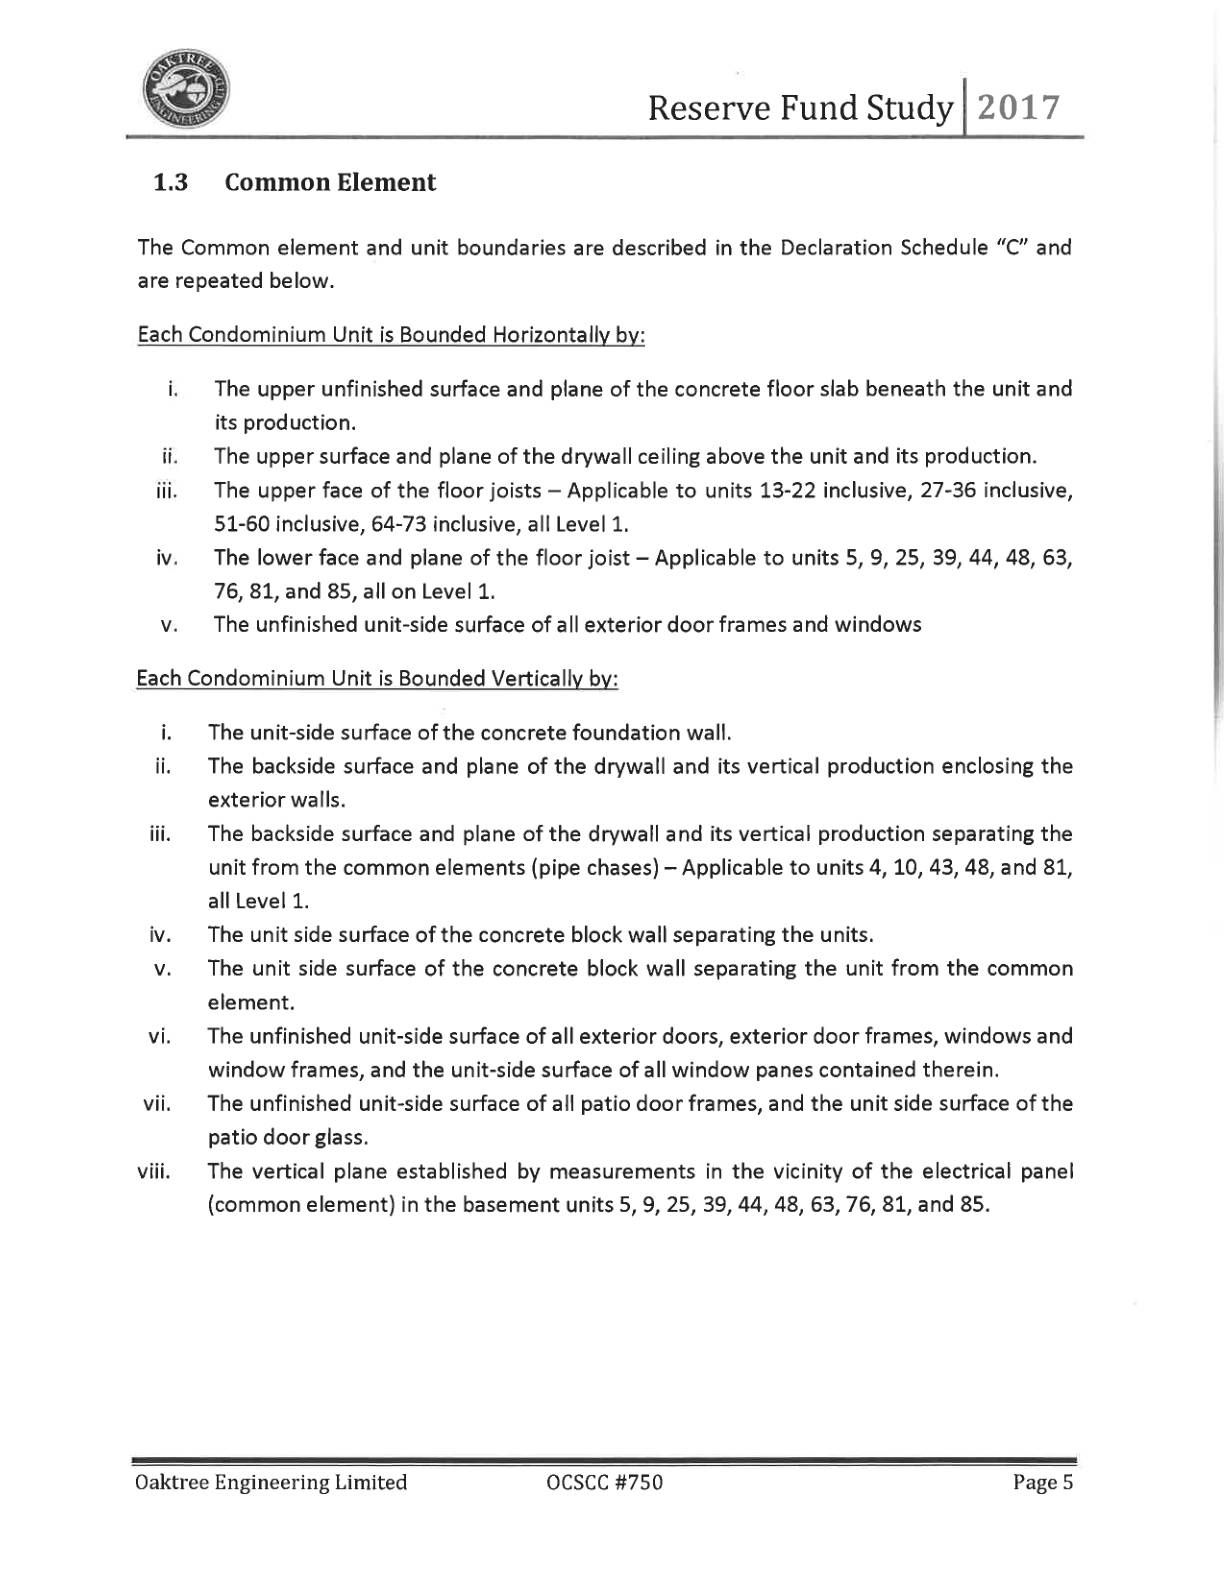 OAKTREE
ENGINEERING LTD.
Reserve Fund Study 2017
1.3 Common Element
The Common element and unit boundaries are described in the Declaration Schedule "C" and
are repeated below.
Each Condominium Unit is Bounded Horizontally by:
i. The upper unfinished surface and plane of the concrete floor slab beneath the unit and
its production.
ii. The upper surface and plane of the drywall ceiling above the unit and its production.
iii. The upper face of the floor joists – Applicable to units 13-22 inclusive, 27-36 inclusive,
51-60 inclusive, 64-73 inclusive, all Level 1.
iv. The lower face and plane of the floor joist – Applicable to units 5, 9, 25, 39, 44, 48, 63,
76, 81, and 85, all on Level 1.
v. The unfinished unit-side surface of all exterior door frames and windows
Each Condominium Unit is Bounded Vertically by:
i. The unit-side surface of the concrete foundation wall.
ii. The backside surface and plane of the drywall and its vertical production enclosing the
exterior walls.
iii. The backside surface and plane of the drywall and its vertical production separating the
unit from the common elements (pipe chases) – Applicable to units 4, 10, 43, 48, and 81,
all Level 1.
iv. The unit side surface of the concrete block wall separating the units.
v. The unit side surface of the concrete block wall separating the unit from the common
element.
vi. The unfinished unit-side surface of all exterior doors, exterior door frames, windows and
window frames, and the unit-side surface of all window panes contained therein.
vii. The unfinished unit-side surface of all patio door frames, and the unit side surface of the
patio door glass.
viii. The vertical plane established by measurements in the vicinity of the electrical panel
(common element) in the basement units 5, 9, 25, 39, 44, 48, 63, 76, 81, and 85.
Oaktree Engineering Limited OCSCC #750 Page 5